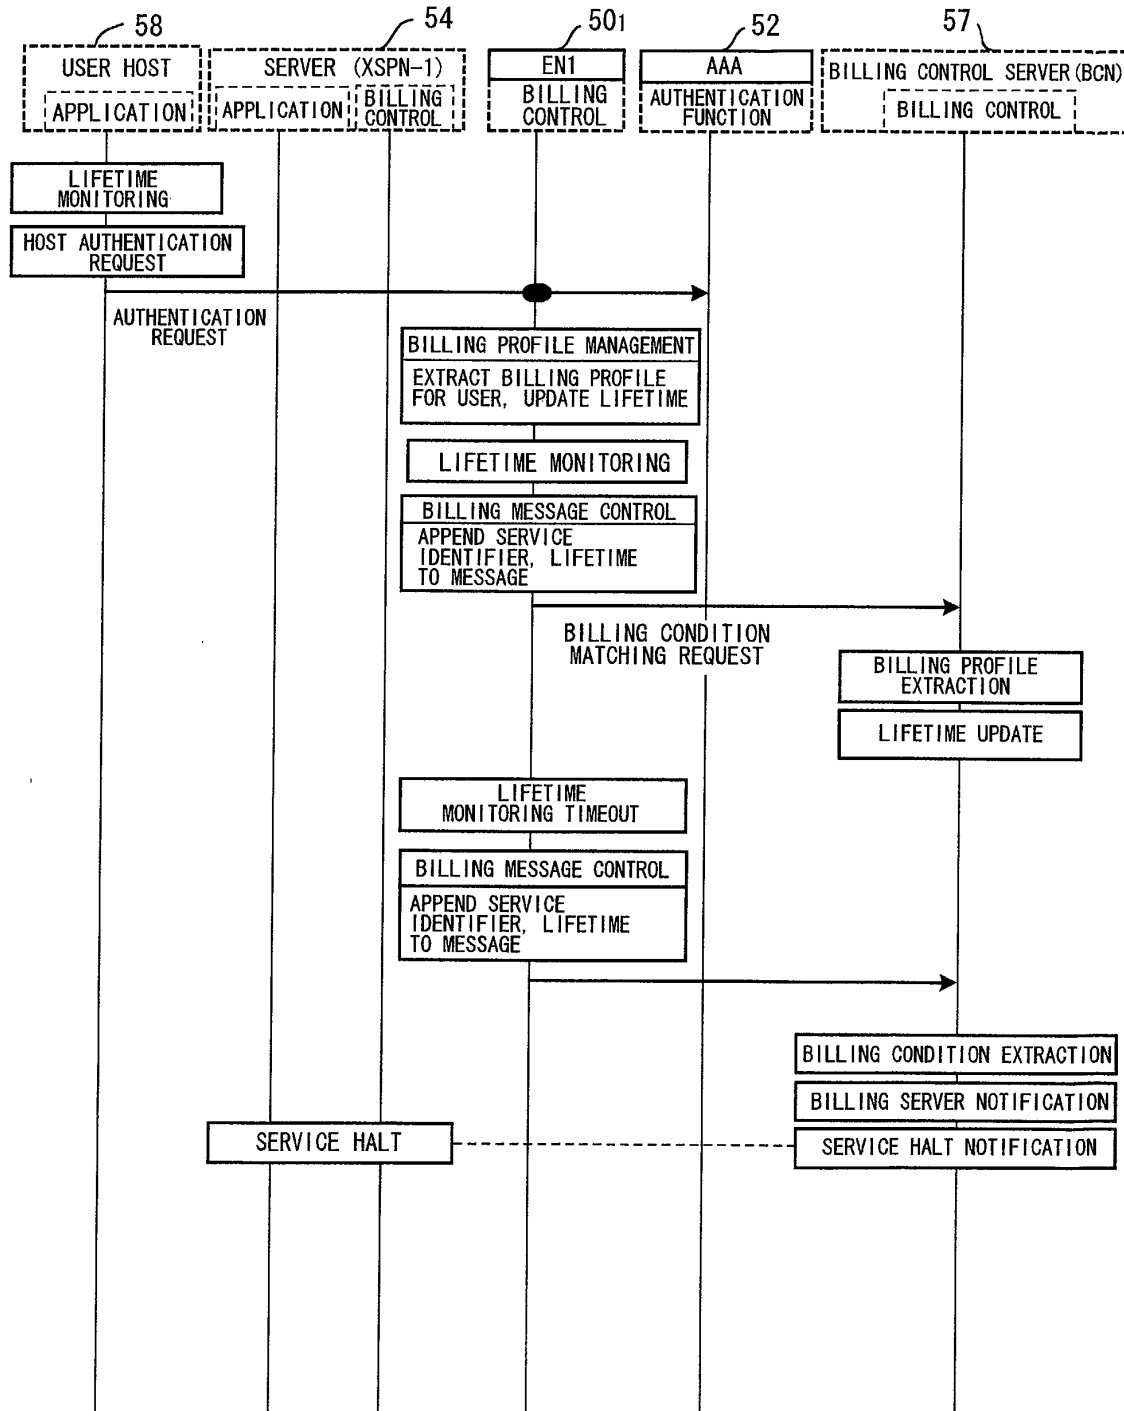 58
54
501
52
57
USER HOST
APPLICATION
SERVER (XSPN-1)
APPLICATION
BILLING
CONTROL
EN1
BILLING
CONTROL
AAA
AUTHENTICATION
FUNCTION
BILLING CONTROL SERVER(BCN)
BILLING CONTROL
LIFETIME
MONITORING
HOST AUTHENTICATION
REQUEST
AUTHENTICATION
REQUEST
BILLING PROFILE MANAGEMENT
EXTRACT BILLING PROFILE
FOR USER, UPDATE LIFETIME
LIFETIME MONITORING
BILLING MESSAGE CONTROL
APPEND SERVICE
IDENTIFIER, LIFETIME
TO MESSAGE
BILLING CONDITION
MATCHING REQUEST
BILLING PROFILE
EXTRACTION
LIFETIME UPDATE
LIFETIME
MONITORING TIMEOUT
BILLING MESSAGE CONTROL
APPEND SERVICE
IDENTIFIER, LIFETIME
TO MESSAGE
BILLING CONDITION EXTRACTION
BILLING SERVER NOTIFICATION
SERVICE HALT
SERVICE HALT NOTIFICATION